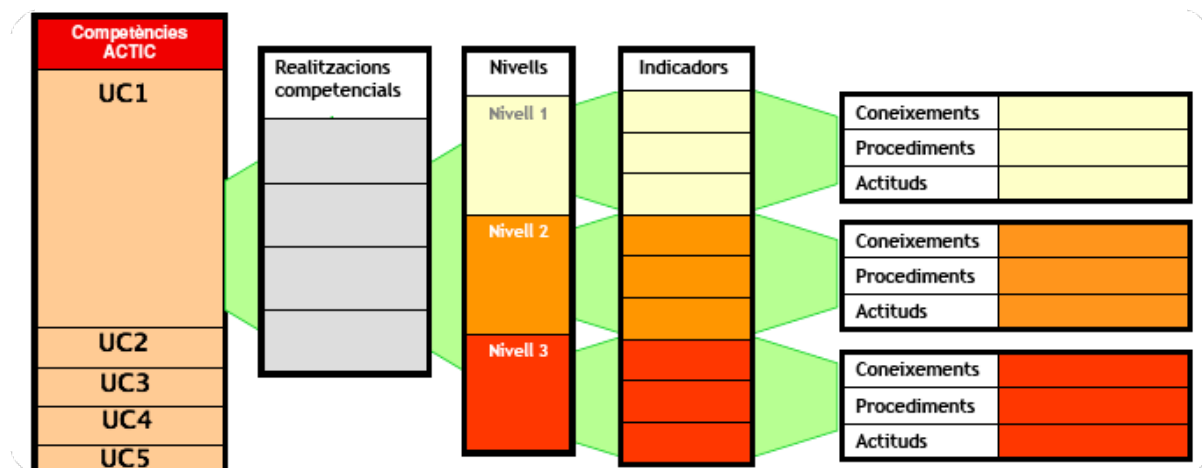 Competències
ACTIC
UC1
UC2
UC3
UC4
UC5
Realitzacions
competencials
Nivells
Nivell 1
Nivell 2
Nivell 3
Indicadors
Coneixements
Procediments
Actituds
Coneixements
Procediments
Actituds
Coneixements
Procediments
Actituds